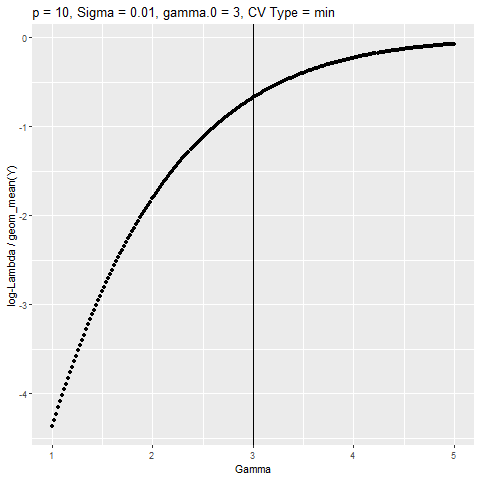 p = 10, Sigma = 0.01, gamma.0 = 3, CV Type = min
0
-1
-2
-3
-4
log-Lambda / geom_mean(Y)
1 2 3 4 5
Gamma